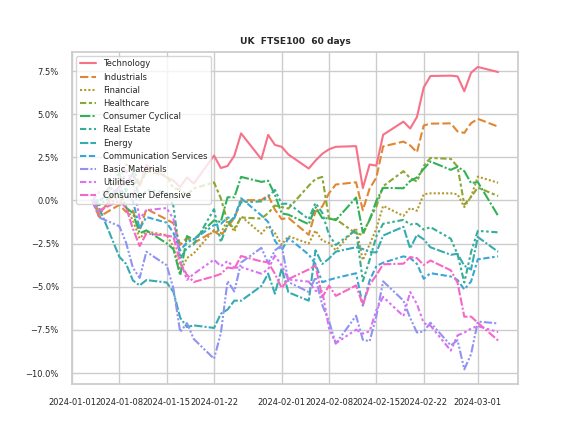 UK FTSE100 60 days
7.5%
5.0%
2.5%
0.0%
−2.5%
−5.0%
−7.5%
−10.0%
Technology
Industrials
Financial
Healthcare
Consumer Cyclical
Real Estate
Energy
Communication Services
Basic Materials
Utilities
Consumer Defensive
2024-01-01 2024-01-08 2024-01-15 2024-01-22 2024-02-01 2024-02-08 2024-02-15 2024-02-22 2024-03-01